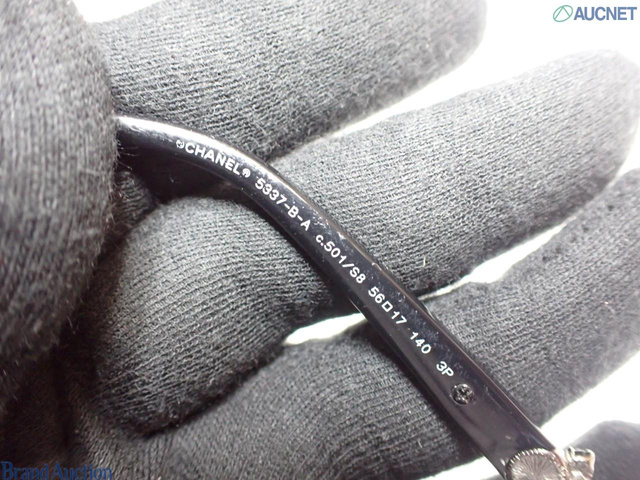 AUCNET
©CHANEL® 5337-B-A c.501/S8 56□17 140 3P
Brand Auction